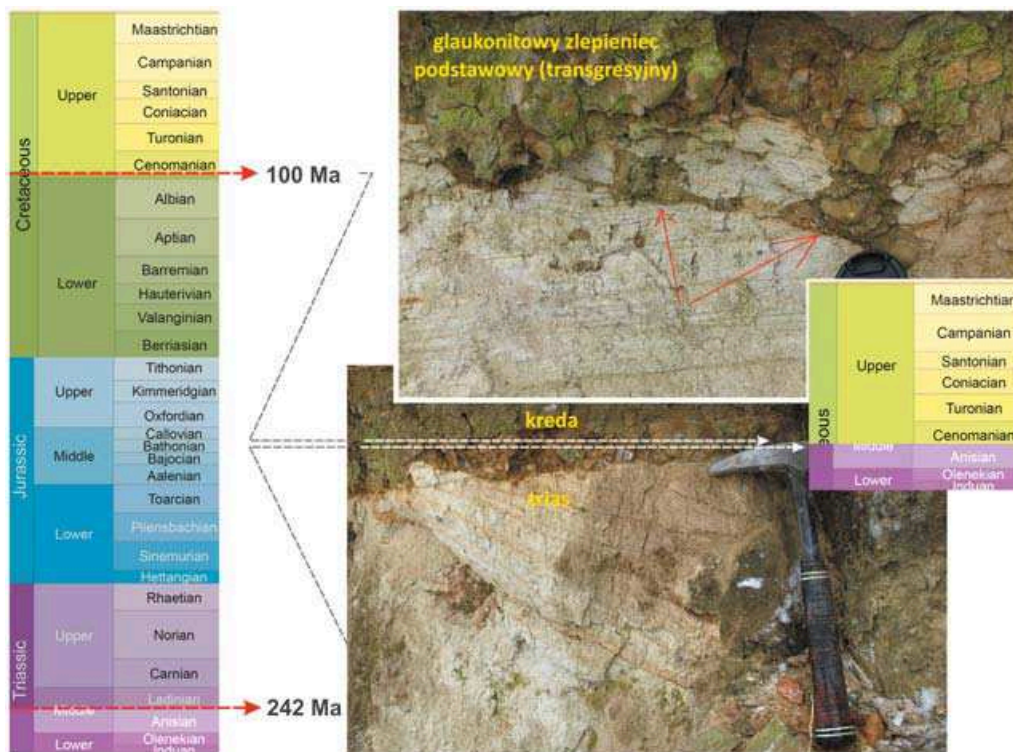 Cretaceous
Upper
Maastrichtian
Campanian
Santonian
Coniacian
Turonian
Cenomanian
100 Ma
Lower
Albian
Aptian
Barremian
Hauterivian
Valanginian
Berriasian
Jurassic
Upper
Tithonian
Kimmeridgian
Oxfordian
Middle
Callovian
Bathonian
Bajocian
Aalenian
Lower
Toarcian
Pliensbachian
Sinemurian
Hettangian
Triassic
Upper
Rhaetian
Norian
Carnian
Middle
Ladinian
242 Ma
Anisian
Lower
Olenekian
Induan
glaukonitowy zlepieniec
podstawowy (transgresyjny)
kreda
trias
eous
Upper
Maastrichtian
Campanian
Santonian
Coniacian
Turonian
Cenomanian
Middle
Anisian
Lower
Olenekian
Induan